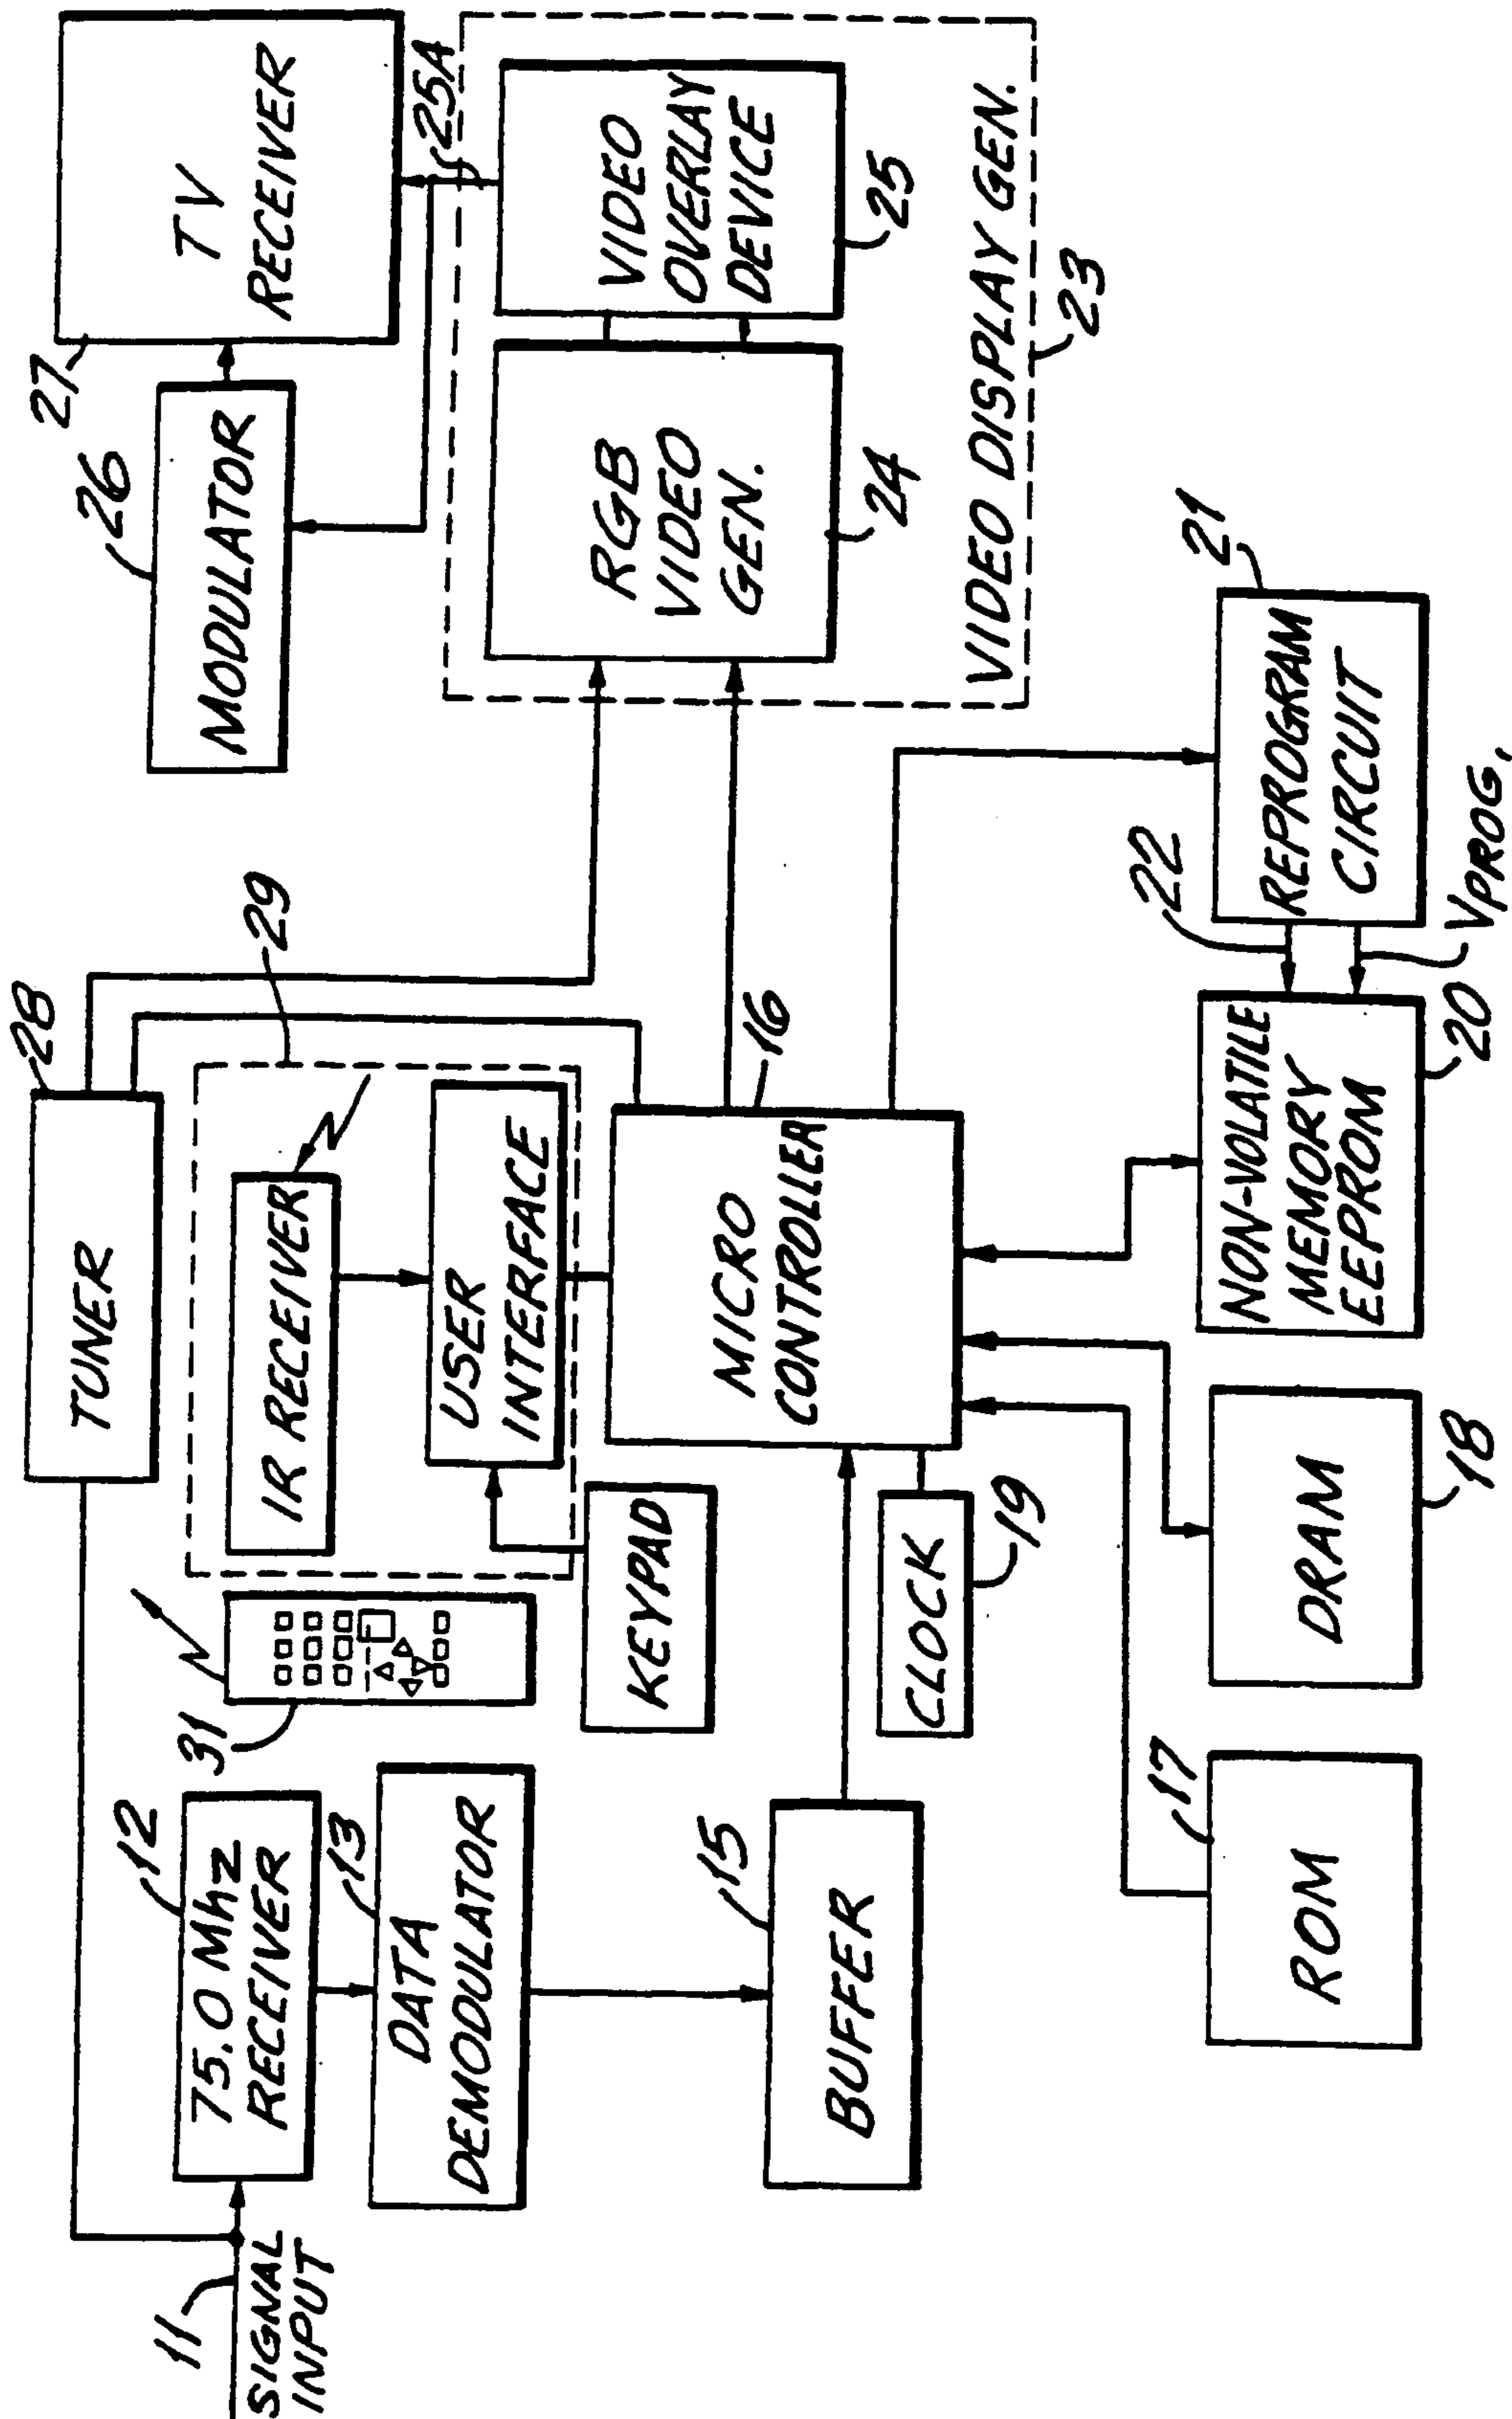 11
SIGNAL
INPUT
12
75.0 Mhz
RECEIVER
13
DATA
DEMODULATOR
15
BUFFER
17
ROM
31
TUNER
28
IR RECEIVER
USER
INTERFACE
29
KEYPAD
MICRO
CONTROLLER
16
CLOCK
19
DRAM
18
NON-VOLATILE
MEMORY
EEPROM
20
22
VPROG.
REPROGRAM
CIRCUIT
21
MODULATOR
26
27
TV
RECEIVER
25A
RGB
VIDEO
GEN.
24
VIDEO
OVERLAY
DEVICE
25
VIDEO DISPLAY GEN.
23